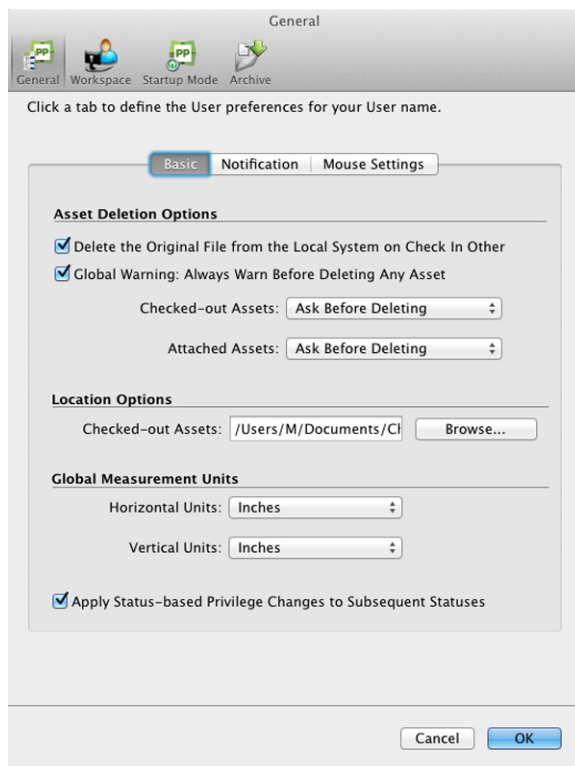 General
PP PP
General Workspace Startup Mode Archive
Click a tab to define the User preferences for your User name.
Basic Notification Mouse Settings
Asset Deletion Options
Delete the Original File from the Local System on Check In Other
Global Warning: Always Warn Before Deleting Any Asset
Checked-out Assets: Ask Before Deleting
Attached Assets: Ask Before Deleting
Location Options
Checked-out Assets: /Users/M/Documents/Ch Browse...
Global Measurement Units
Horizontal Units: Inches
Vertical Units: Inches
Apply Status-based Privilege Changes to Subsequent Statuses
Cancel OK